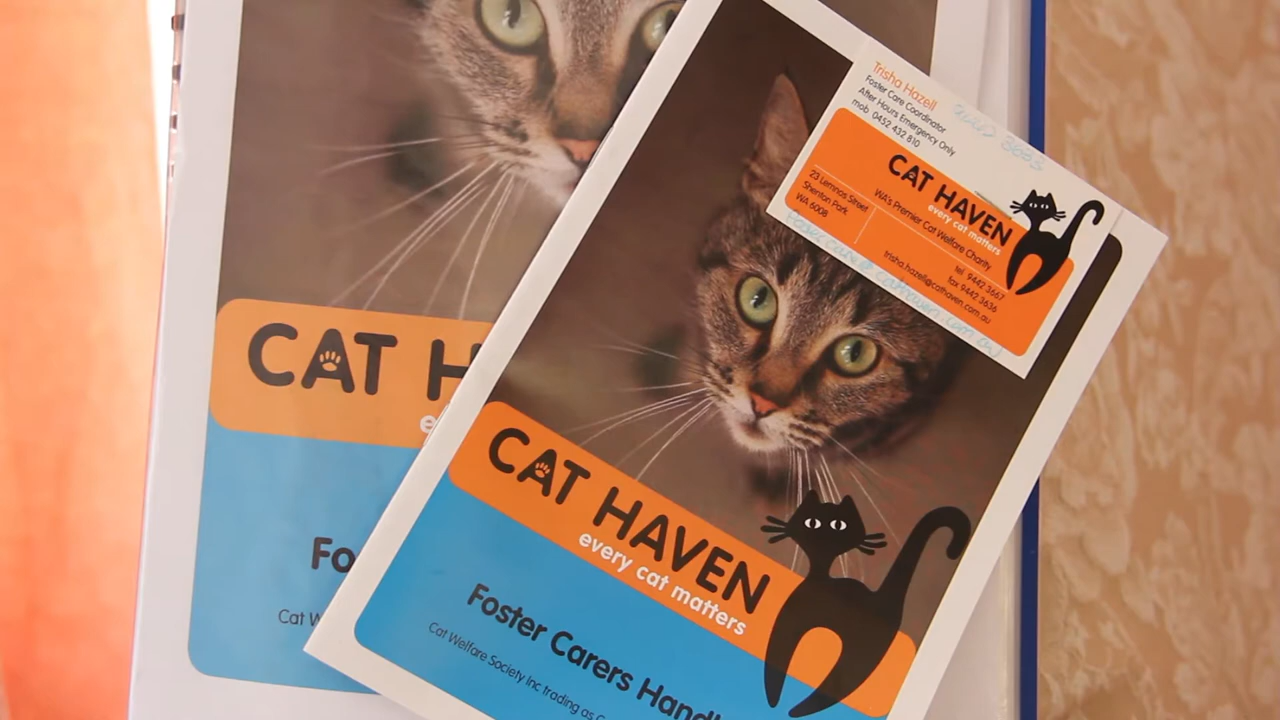 CAT H
e
Fo
Cat W
Trisha Hazell
Foster Care Coordinator
After Hours Emergency Only
mob 0452 432 810
CAT HAVEN
every cat matters
WA's Premier Cat Welfare Charity
23 Lemnos Street
Shenton Park
WA 6008
tel 9442 3667
fax 9442 3636
trisha.hazell@cathaven.com.au
CAT HAVEN
every cat matters
Foster Carers Hand
Cat Welfare Society Inc trading as